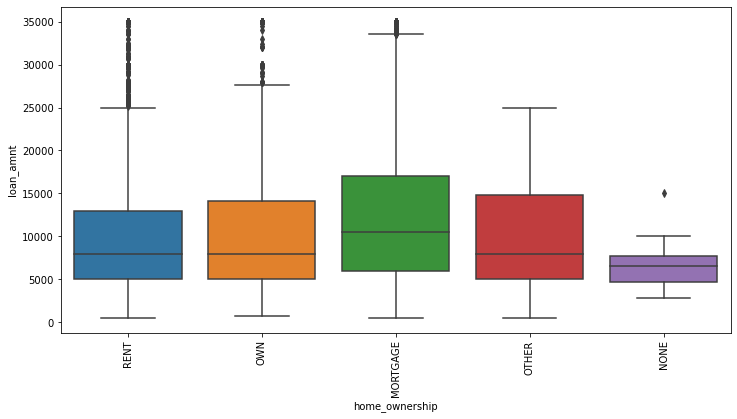 loan_amnt
35000
30000
25000
20000
15000
10000
5000
0
RENT
OWN
MORTGAGE
OTHER
NONE
home_ownership